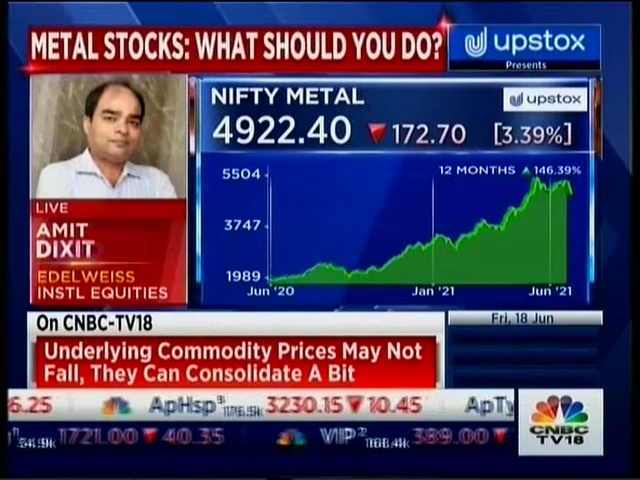 METAL STOCKS: WHAT SHOULD YOU DO?
upstox
Presents
NIFTY METAL
upstox
4922.40 ▼ 172.70 [3.39%]
12 MONTHS ▲ 146.39%
5504
3747
1989
Jun '20 Jan '21 Jun '21
LIVE
AMIT
DIXIT
EDELWEISS
INSTL EQUITIES
On CNBC-TV18
Fri, 18 Jun
Underlying Commodity Prices May Not
Fall, They Can Consolidate A Bit
6.25 ApHsp 3230.15 ▼ 10.45 ApTy
1721.00 ▼ 40.35 VIP 389.00 ▼
CNBC
TV18